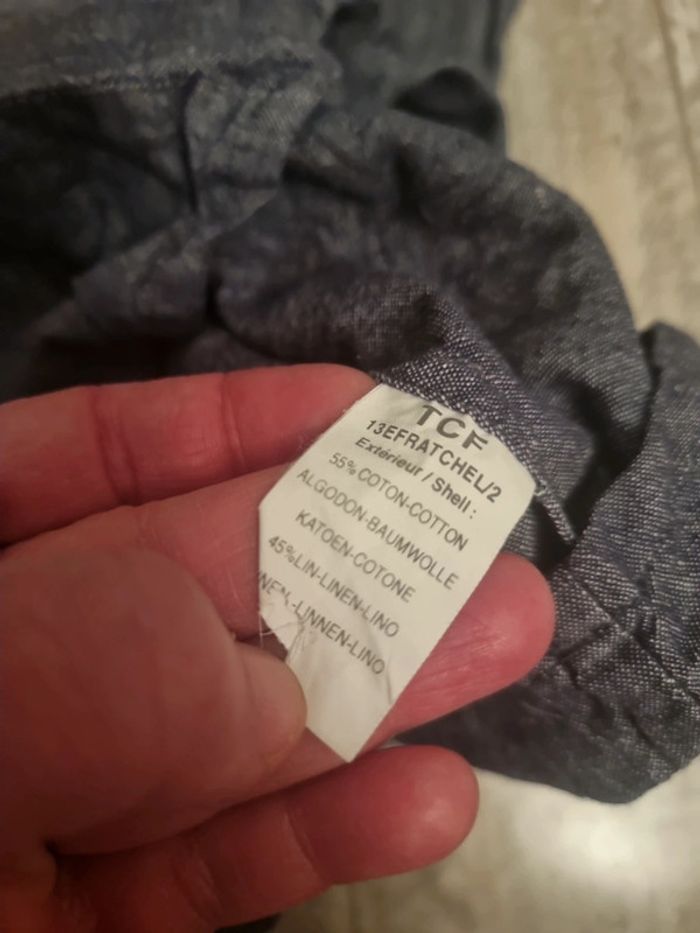 TCF
13EFRATCHEL/2
Extérieur / Shell :
55% COTON-COTTON
ALGODON-BAUMWOLLE
KATOEN-COTONE
45%LIN-LINEN-LINO
-LINNEN-LINO